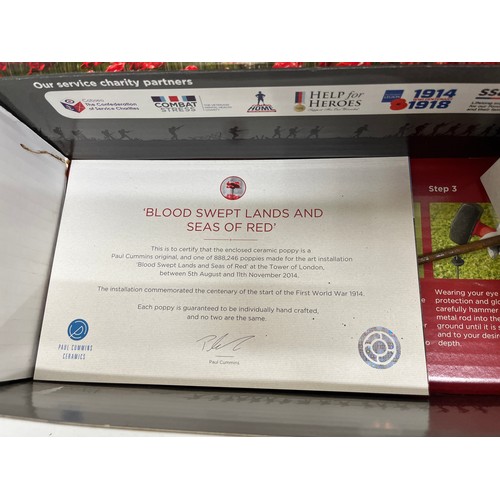 Our service charity partners
Cobseo
The Confederation
of Service Charities
COMBAT
STRESS
HOME
HELP for
HEROES
1914
1918
SSA
'BLOOD SWEPT LANDS AND
SEAS OF RED'
This is to certify that the enclosed ceramic poppy is a
Paul Cummins original, and one of 888,246 poppies made for the art installation
'Blood Swept Lands and Seas of Red' at the Tower of London,
between 5th August and 11th November 2014.
The installation commemorated the centenary of the start of the First World War 1914.
Each poppy is guaranteed to be individually hand crafted,
and no two are the same.
Paul Cummins
PAUL CUMMINS
CERAMICS
Step 3
Wearing your eye
protection and glo
carefully hammer
metal rod into the
ground until it is s
and to your desire
depth.